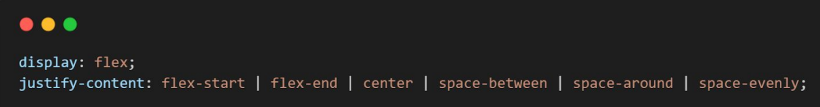 display: flex;
justify-content: flex-start | flex-end | center | space-between | space-around | space-evenly;